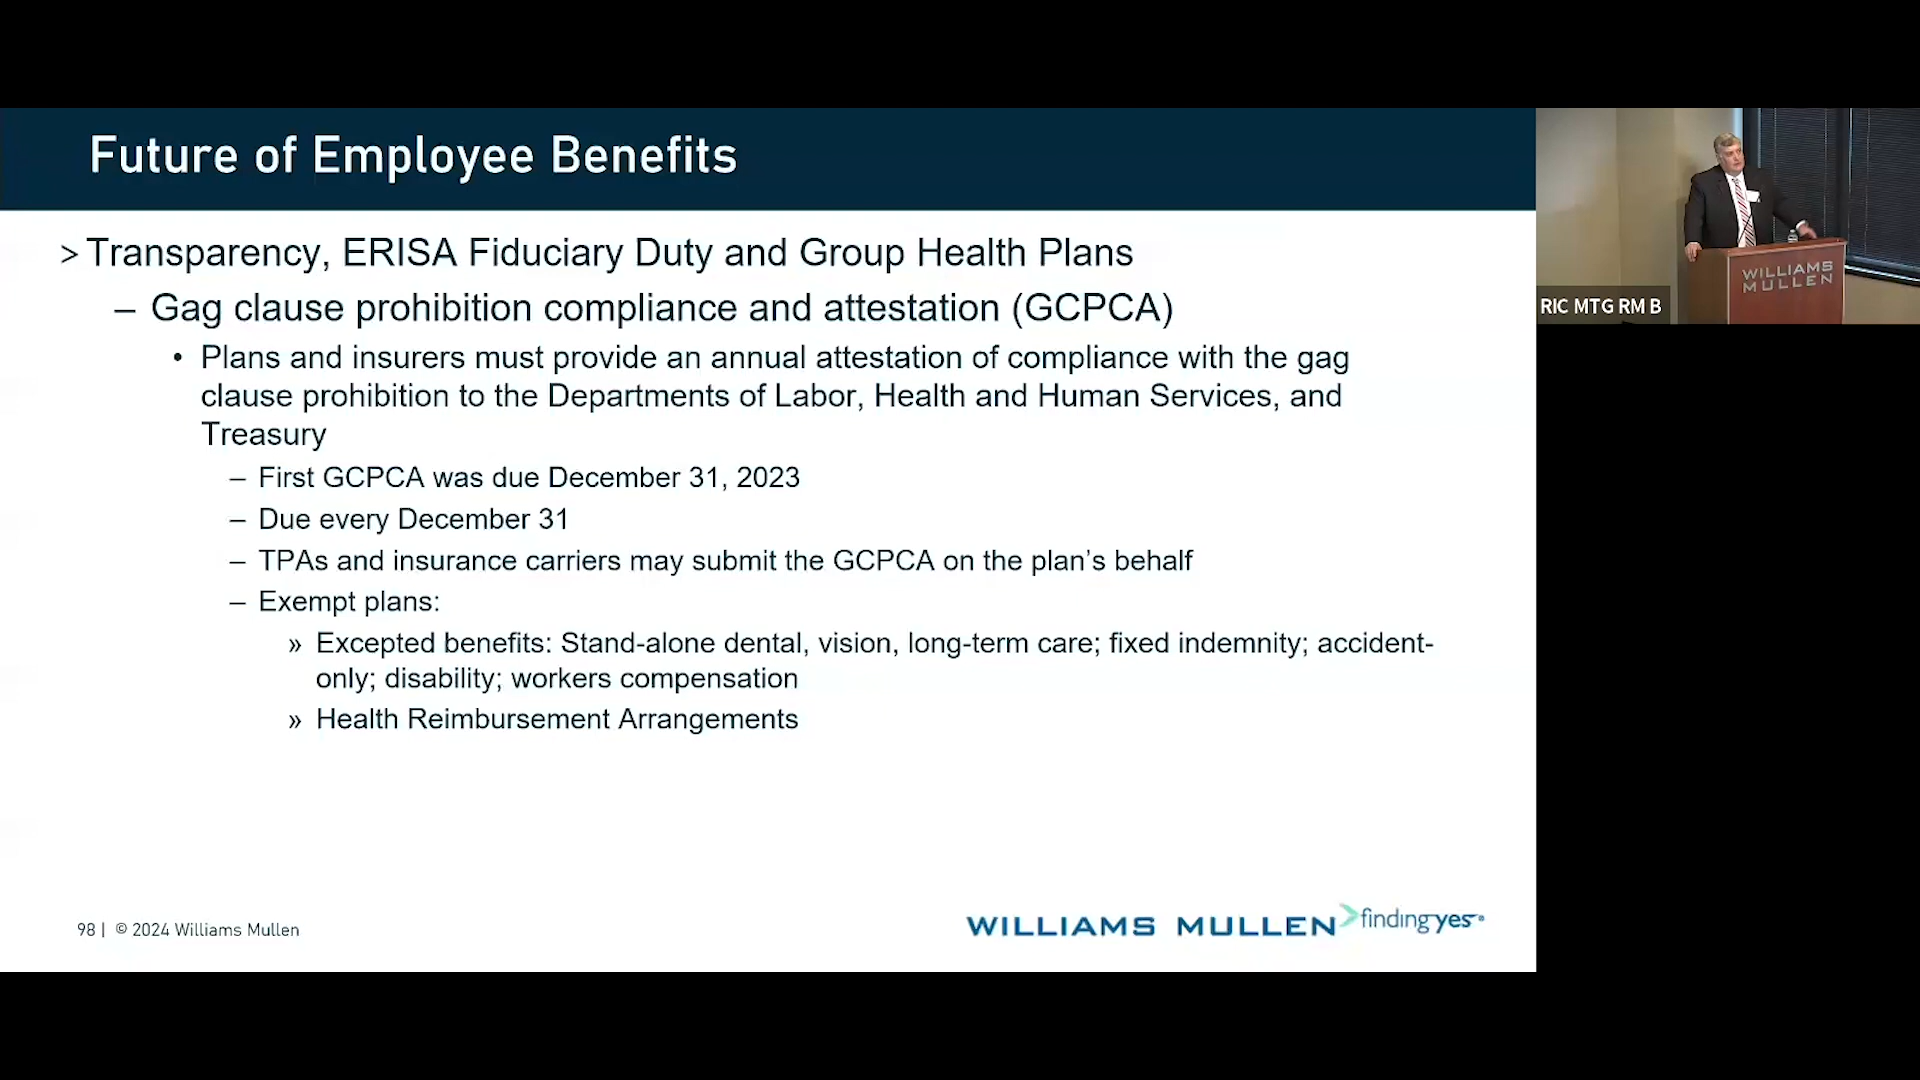 Future of Employee Benefits
> Transparency, ERISA Fiduciary Duty and Group Health Plans
– Gag clause prohibition compliance and attestation (GCPCA)
• Plans and insurers must provide an annual attestation of compliance with the gag
clause prohibition to the Departments of Labor, Health and Human Services, and
Treasury
– First GCPCA was due December 31, 2023
– Due every December 31
– TPAs and insurance carriers may submit the GCPCA on the plan’s behalf
– Exempt plans:
» Excepted benefits: Stand-alone dental, vision, long-term care; fixed indemnity; accident-
only; disability; workers compensation
» Health Reimbursement Arrangements
98 | © 2024 Williams Mullen
WILLIAMS MULLEN findingyes®
WILLIAMS
MULLEN
RIC MTG RM B